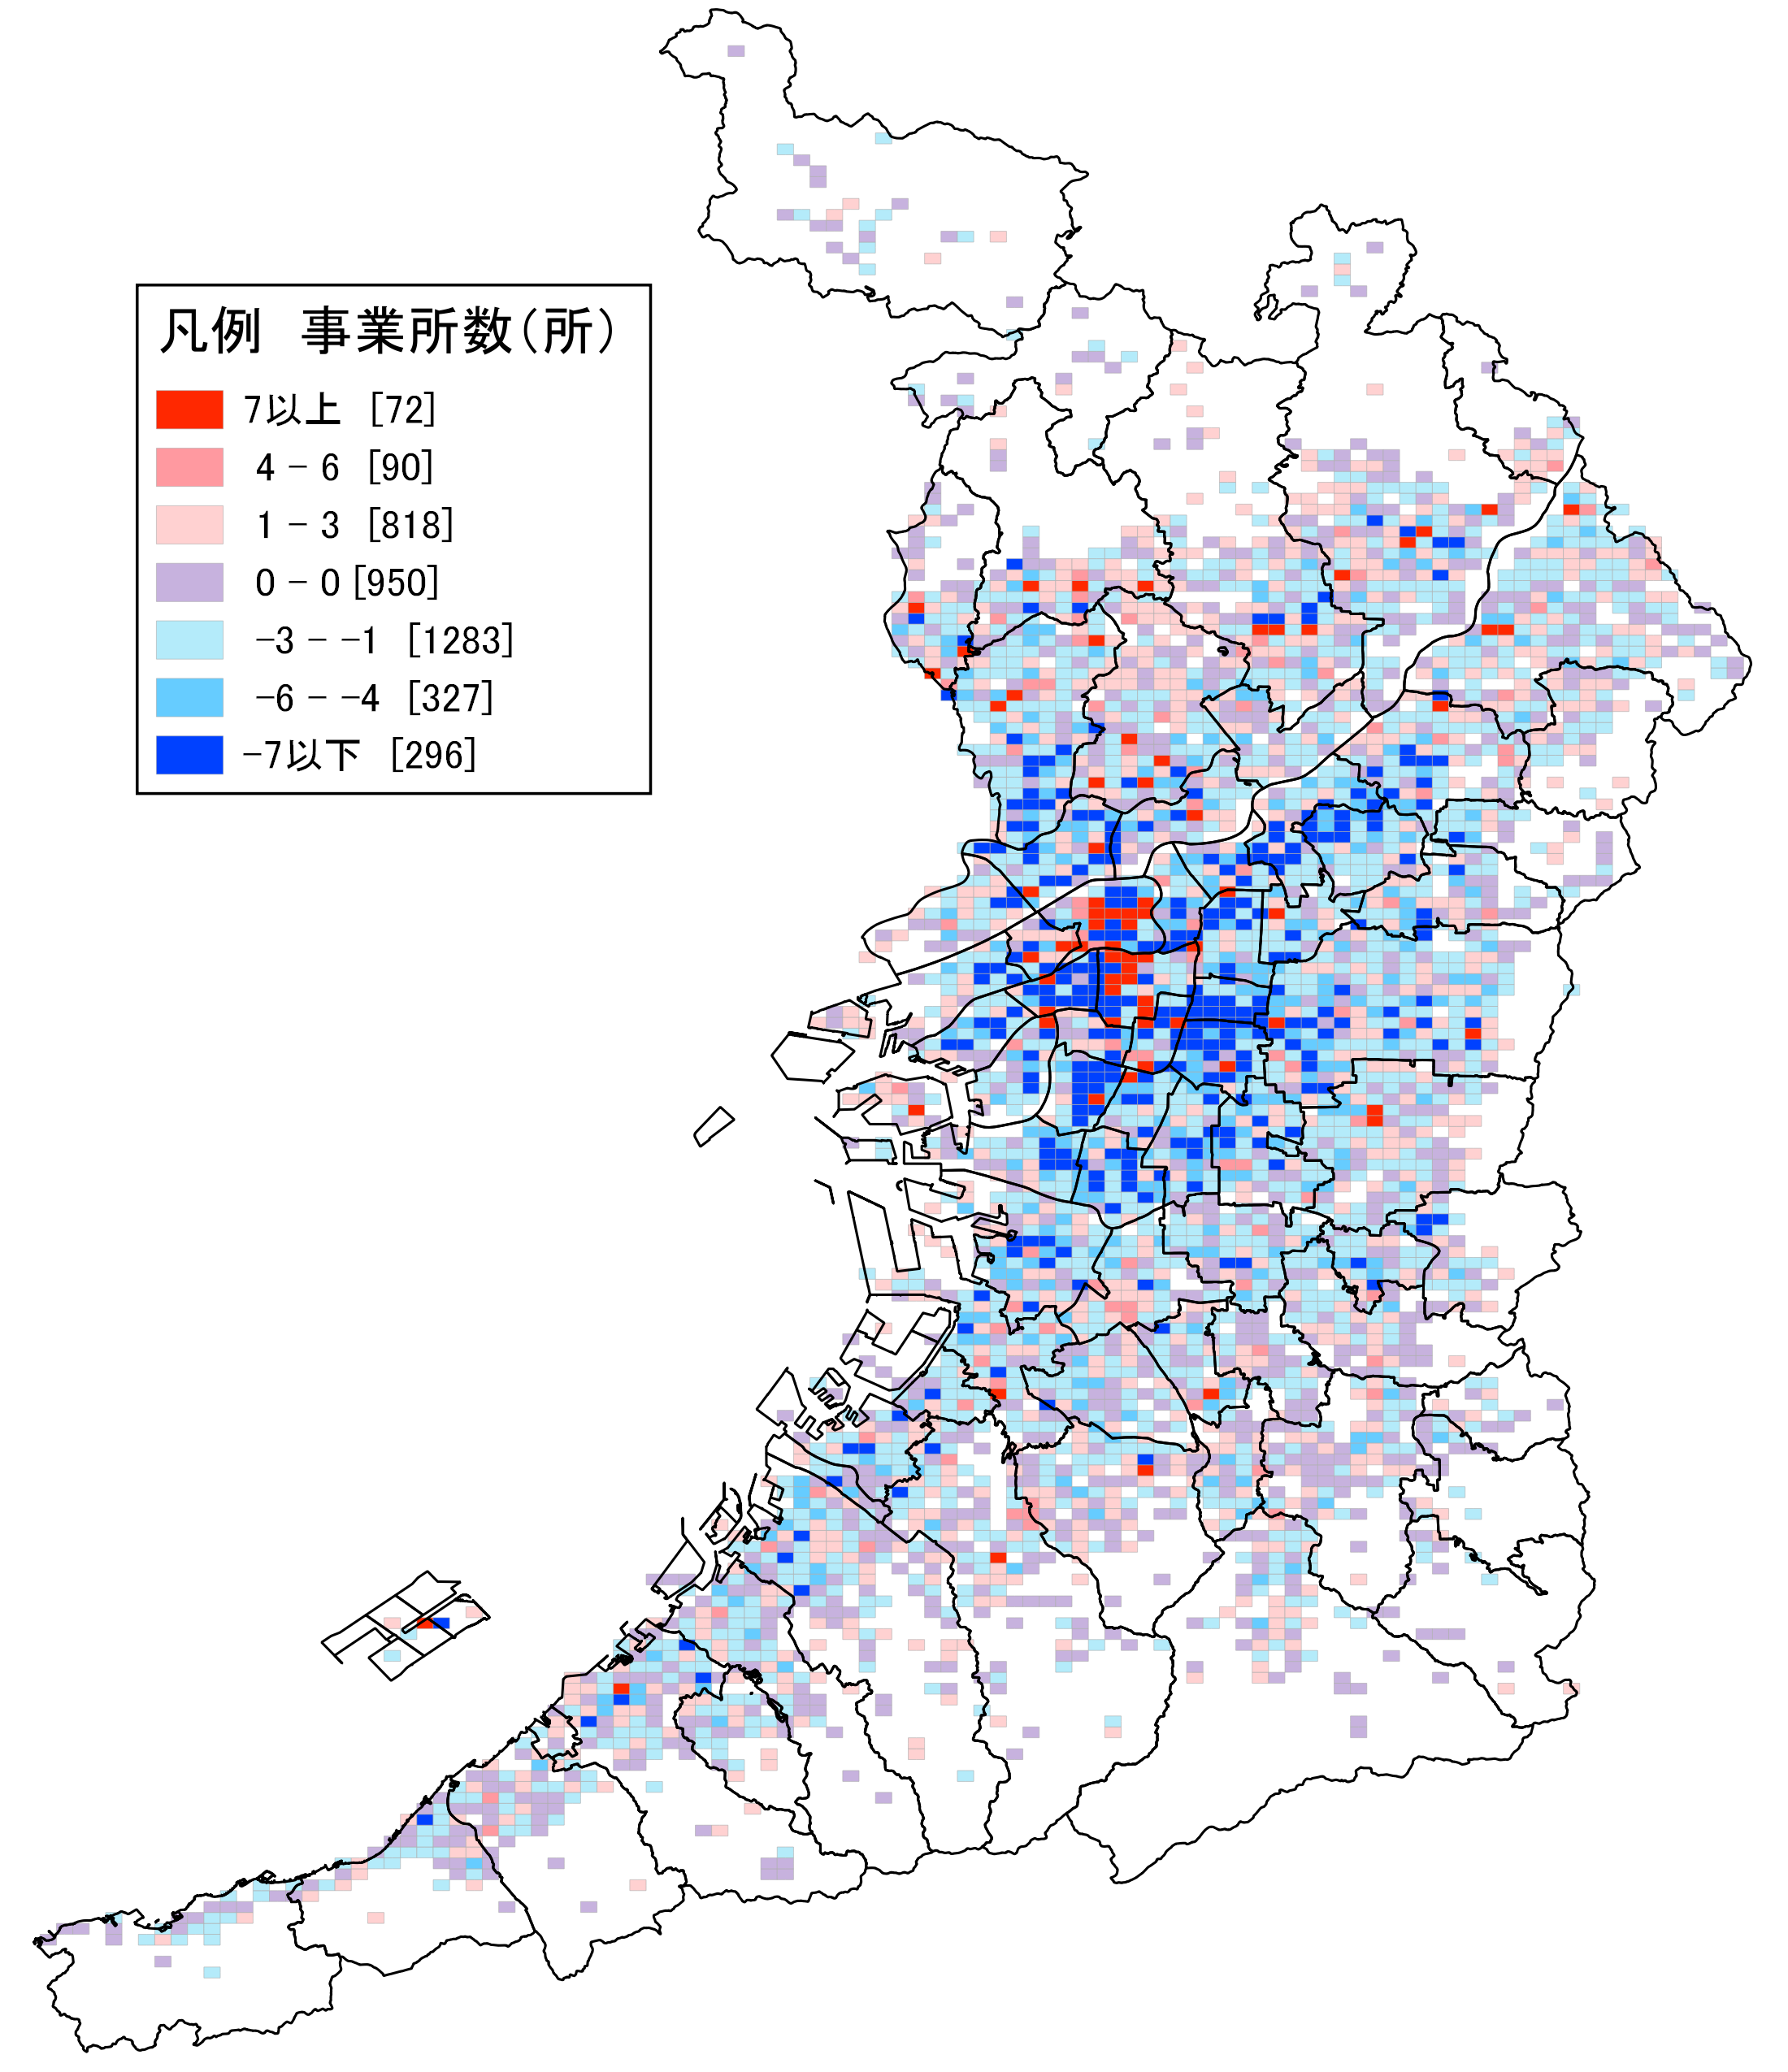 凡例　事業所数(所)
7以上 [72]
4 - 6 [90]
1 - 3 [818]
0 - 0 [950]
-3 - -1 [1283]
-6 - -4 [327]
-7以下 [296]